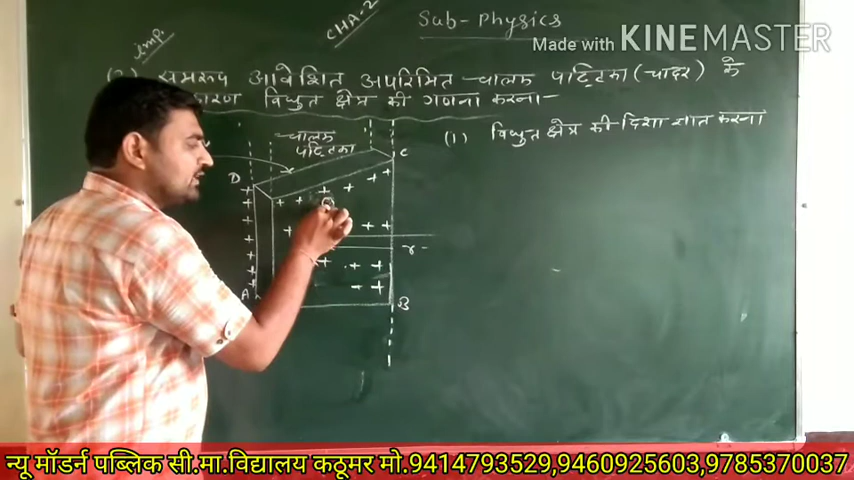 Sub-Physics
CHA-2
imp.
Made with KINEMASTER
समरूप आवेशित अपरिमित चालक पट्टिका (चादर) के
कारण विद्युत क्षेत्र की गणना करना-
(1) विद्युत क्षेत्र की दिशा ज्ञात करना
चालक
पट्टिका
D
C
r
A
B
न्यू मॉडर्न पब्लिक सी.मा.विद्यालय कठूमर मो.9414793529,9460925603,9785370037